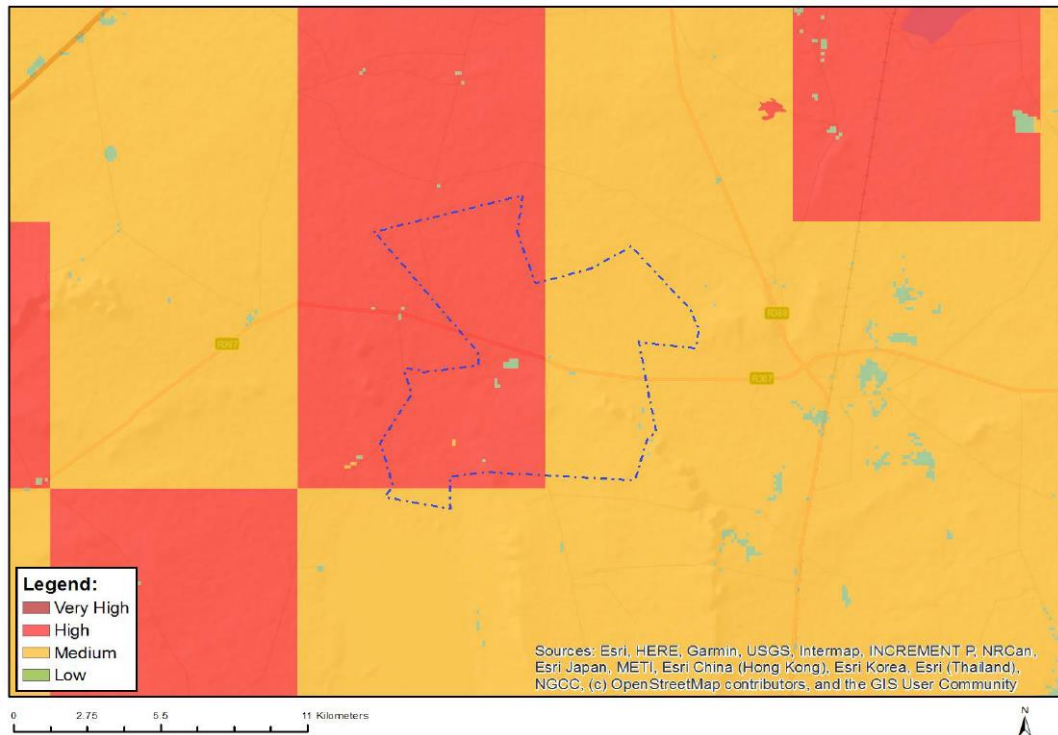 Legend:
Very High
High
Medium
Low
Sources: Esri, HERE, Garmin, USGS, Intermap, INCREMENT P, NRCan,
Esri Japan, METI, Esri China (Hong Kong), Esri Korea, Esri (Thailand),
NGCC, (c) OpenStreetMap contributors, and the GIS User Community
0 2.75 5.5 11 Kilometers
N